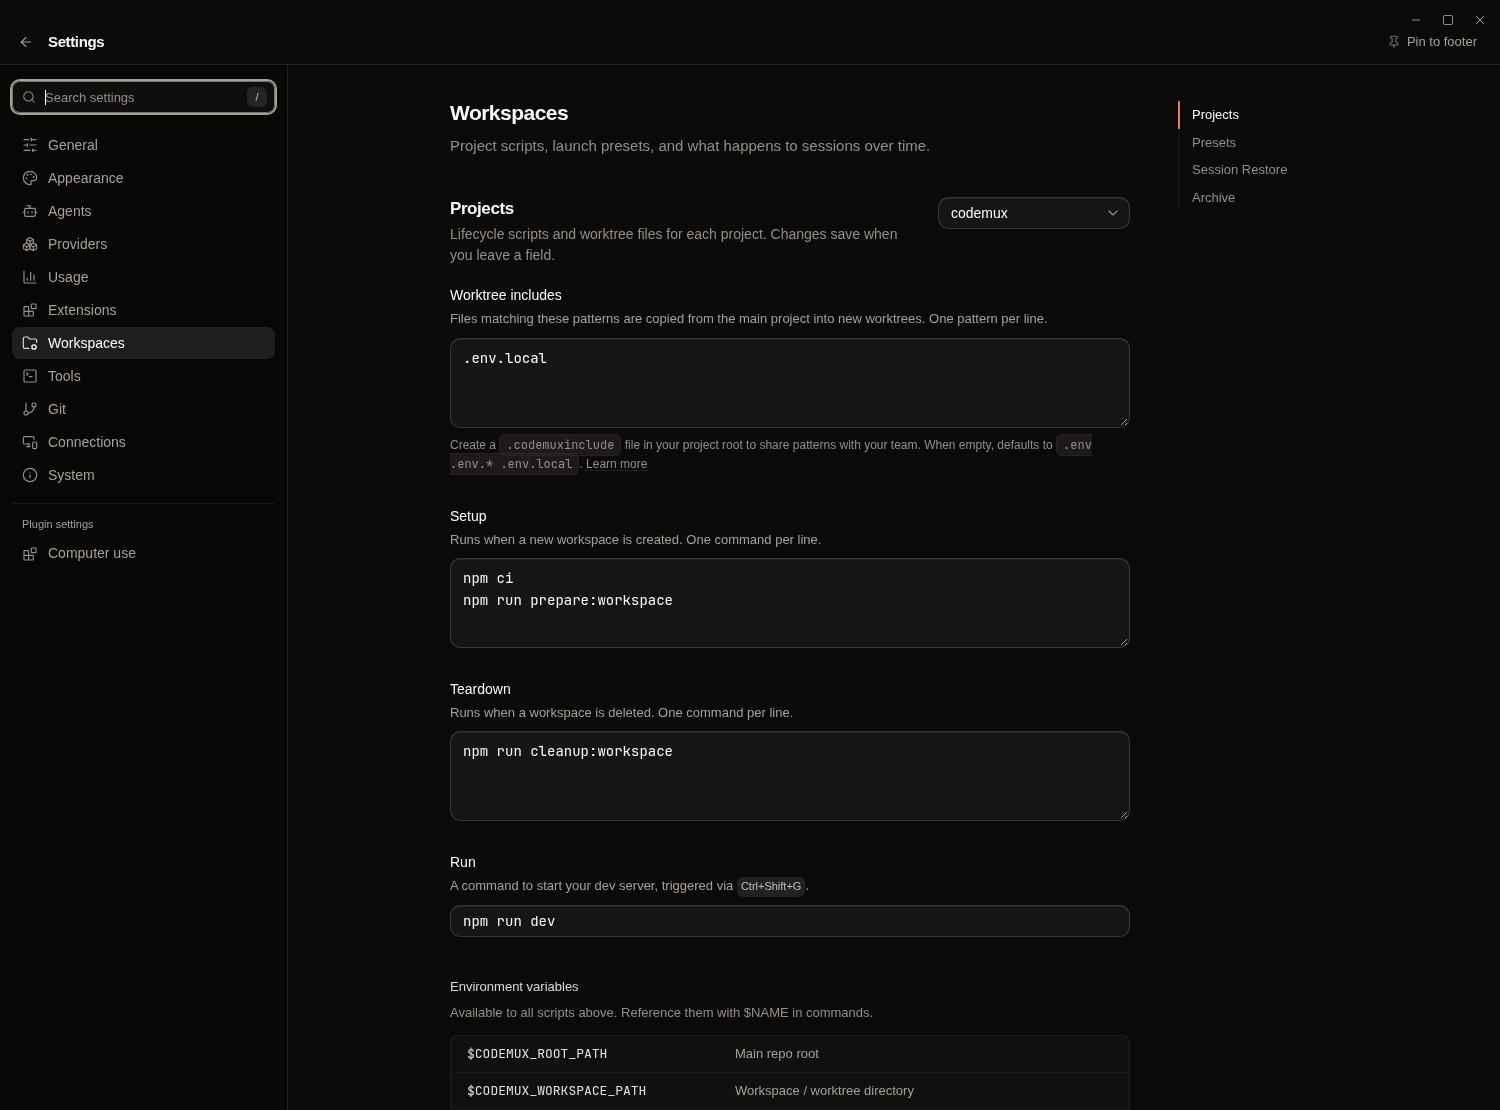 Settings
Pin to footer
Search settings
/
General
Appearance
Agents
Providers
Usage
Extensions
Workspaces
Tools
Git
Connections
System
Plugin settings
Computer use
Workspaces
Project scripts, launch presets, and what happens to sessions over time.
Projects
Lifecycle scripts and worktree files for each project. Changes save when
you leave a field.
codemux
Worktree includes
Files matching these patterns are copied from the main project into new worktrees. One pattern per line.
.env.local
Create a .codemuxinclude file in your project root to share patterns with your team. When empty, defaults to .env
.env.* .env.local . Learn more
Setup
Runs when a new workspace is created. One command per line.
npm ci
npm run prepare:workspace
Teardown
Runs when a workspace is deleted. One command per line.
npm run cleanup:workspace
Run
A command to start your dev server, triggered via Ctrl+Shift+G.
npm run dev
Environment variables
Available to all scripts above. Reference them with $NAME in commands.
$CODEMUX_ROOT_PATH Main repo root
$CODEMUX_WORKSPACE_PATH Workspace / worktree directory
Projects
Presets
Session Restore
Archive